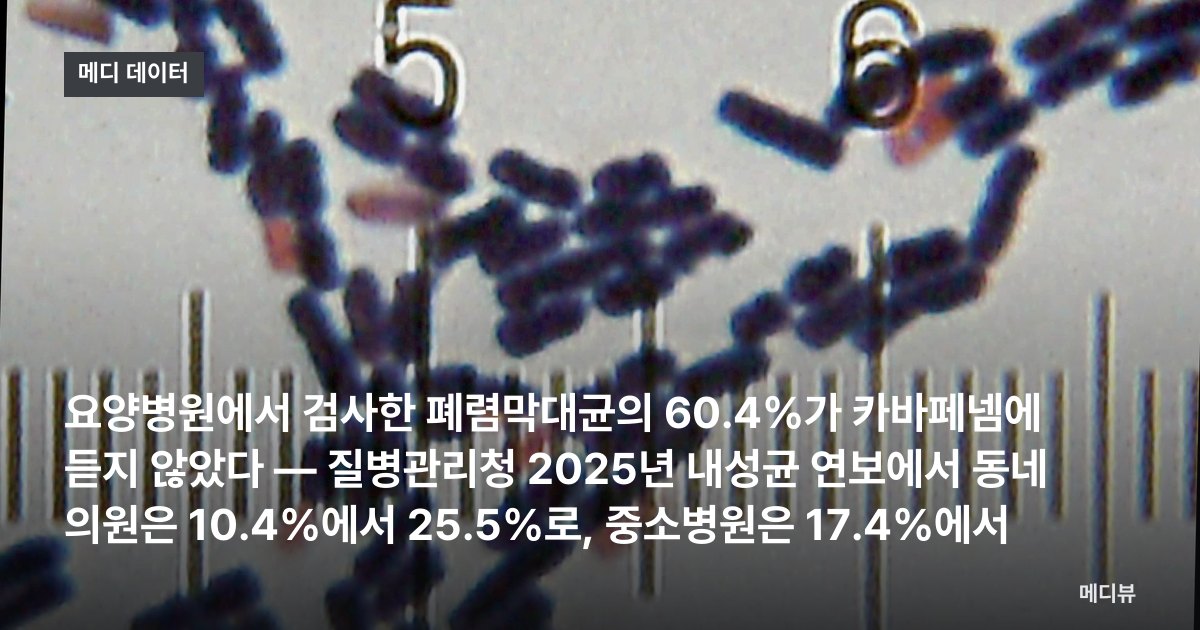 5 6
메디 데이터
요양병원에서 검사한 폐렴막대균의 60.4%가 카바페넴에
듣지 않았다 — 질병관리청 2025년 내성균 연보에서 동네
의원은 10.4%에서 25.5%로, 중소병원은 17.4%에서
메디뷰